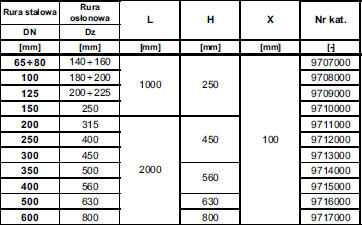 Rura stalowa Rura osłonowa L H X Nr kat.
DN Dz
[mm] [mm] [mm] [mm] [mm] [-]
65÷80 140÷160 1000 250 100 9707000
100 180÷200 9708000
125 200÷225 9709000
150 250 9710000
200 315 2000 450 9711000
250 400 9712000
300 450 9713000
350 500 560 9714000
400 560 9715000
500 630 630 9716000
600 800 800 9717000